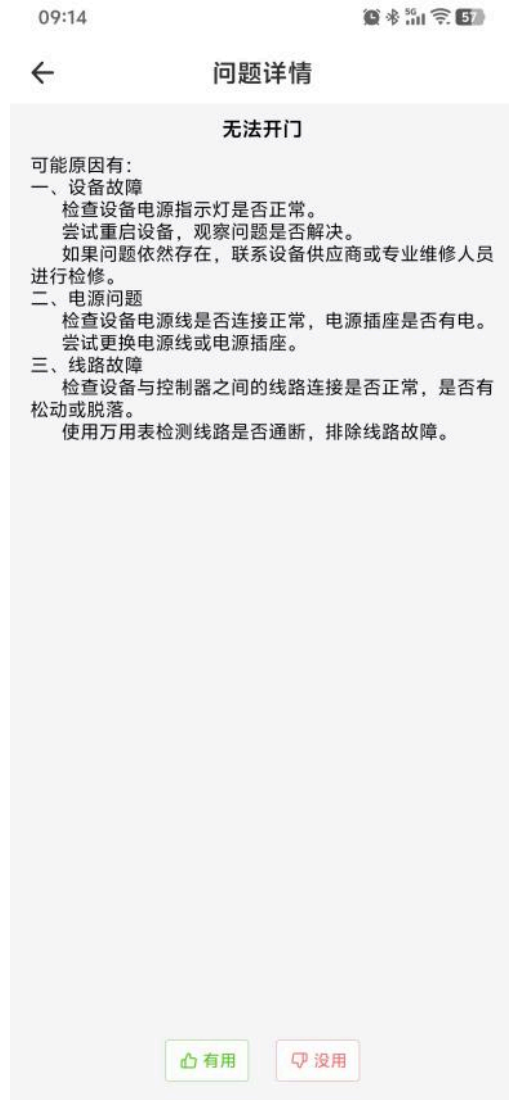 09:14
5G
57
问题详情
无法开门
可能原因有：
一、设备故障
检查设备电源指示灯是否正常。
尝试重启设备，观察问题是否解决。
如果问题依然存在，联系设备供应商或专业维修人员
进行检修。
二、电源问题
检查设备电源线是否连接正常，电源插座是否有电。
尝试更换电源线或电源插座。
三、线路故障
检查设备与控制器之间的线路连接是否正常，是否有
松动或脱落。
使用万用表检测线路是否通断，排除线路故障。
有用
没用